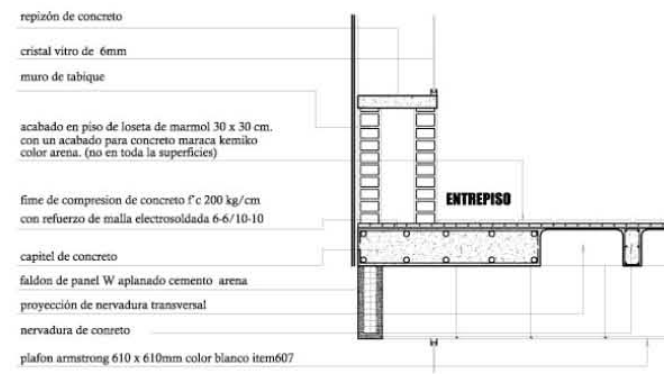 repizón de concreto
cristal vitro de 6mm
muro de tabique
acabado en piso de loseta de marmol 30 x 30 cm.
con un acabado para concreto maraca kemiko
color arena. (no en toda la superficies)
ENTREPISO
fime de compresion de concreto f'c 200 kg/cm
con refuerzo de malla electrosoldada 6-6/10-10
capitel de concreto
faldon de panel W aplanado cemento arena
proyección de nervadura transversal
nervadura de conreto
plafon armstrong 610 x 610mm color blanco item607